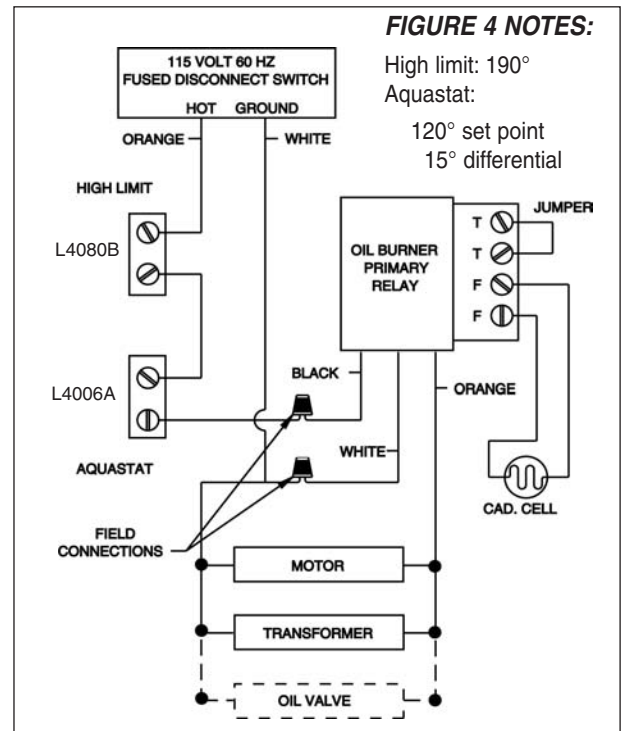 FIGURE 4 NOTES:
High limit: 190°
Aquastat:
120° set point
15° differential
115 VOLT 60 HZ
FUSED DISCONNECT SWITCH
HOT GROUND
ORANGE
WHITE
HIGH LIMIT
L4080B
L4006A
AQUASTAT
OIL BURNER
PRIMARY
RELAY
T
T
F
F
JUMPER
BLACK
ORANGE
WHITE
CAD. CELL
FIELD
CONNECTIONS
MOTOR
TRANSFORMER
OIL VALVE